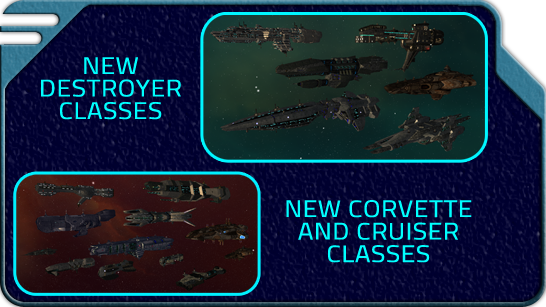 NEW
DESTROYER
CLASSES
NEW CORVETTE
AND CRUISER
CLASSES